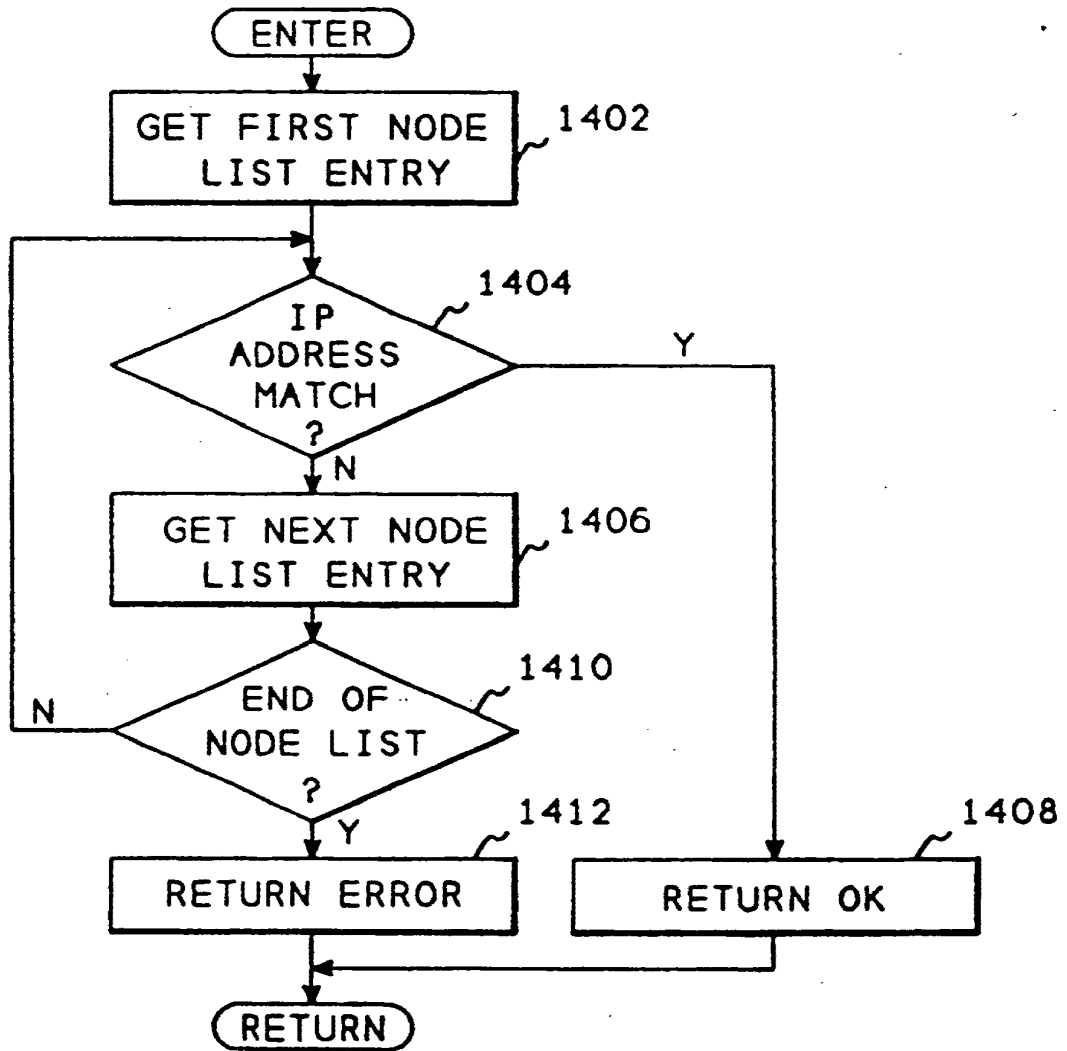 ENTER
GET FIRST NODE
LIST ENTRY
1402
1404
IP
ADDRESS
MATCH
?
Y
N
GET NEXT NODE
LIST ENTRY
1406
1410
END OF
NODE LIST
?
N
Y
1412
RETURN ERROR
1408
RETURN OK
RETURN